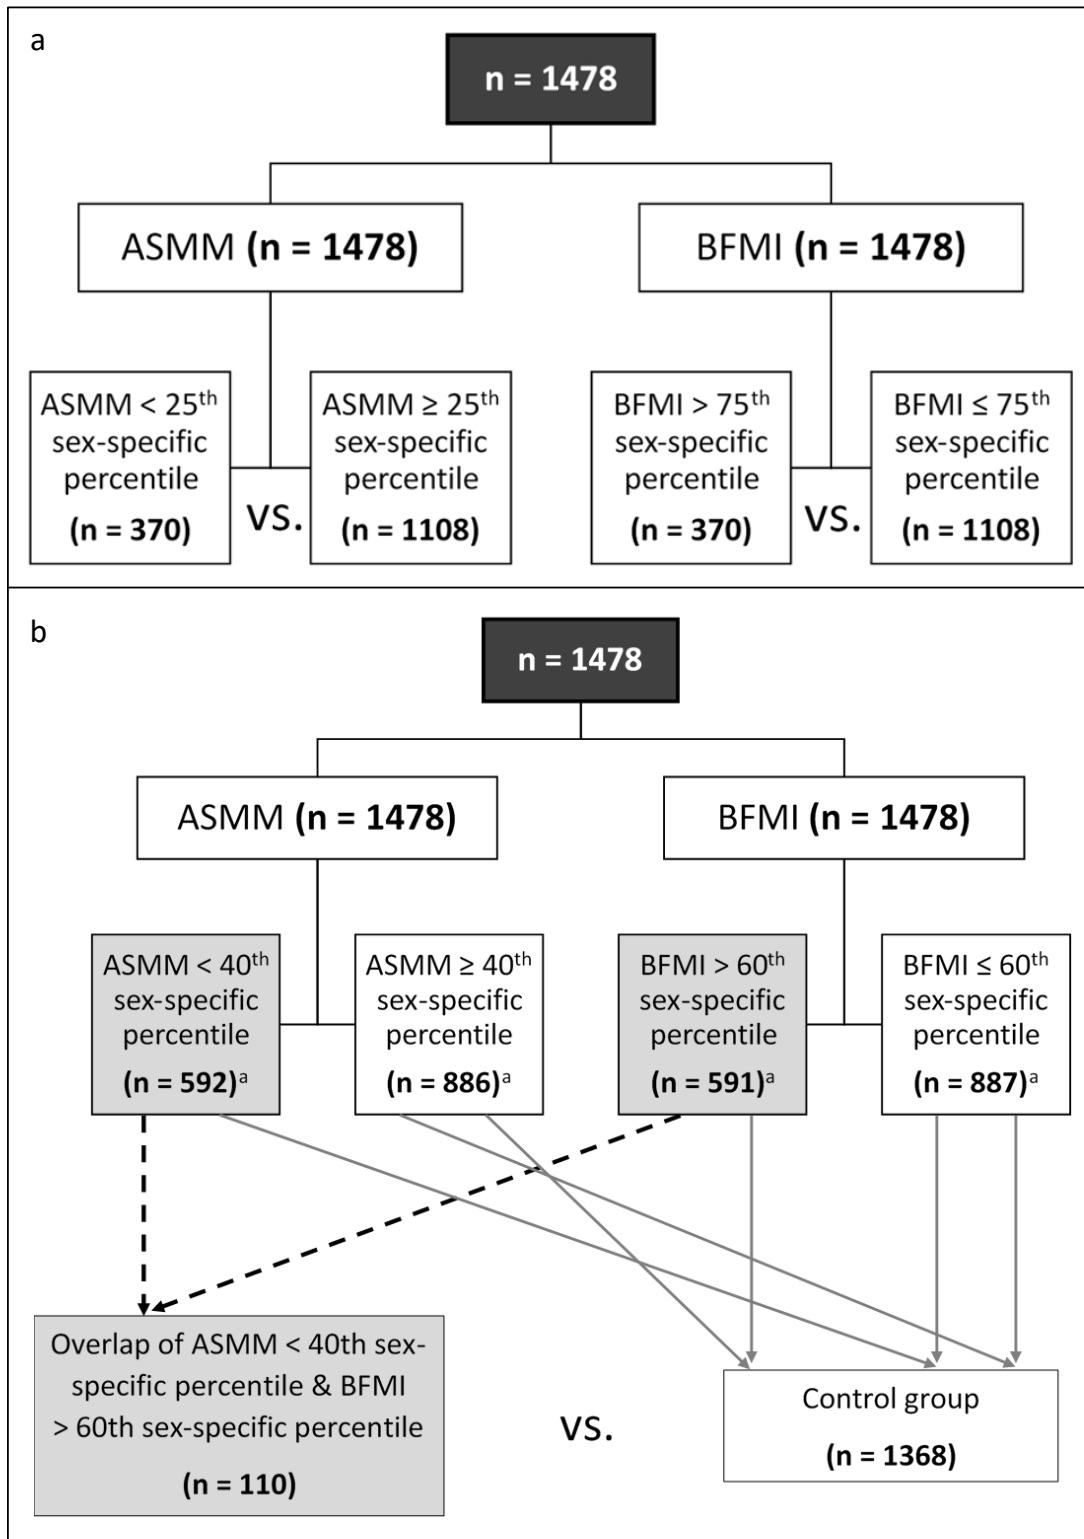 a
n = 1478
ASMM (n = 1478)
BFMI (n = 1478)
ASMM < 25th
sex-specific
percentile
(n = 370)
vs.
ASMM ≥ 25th
sex-specific
percentile
(n = 1108)
BFMI > 75th
sex-specific
percentile
(n = 370)
vs.
BFMI ≤ 75th
sex-specific
percentile
(n = 1108)
b
n = 1478
ASMM (n = 1478)
BFMI (n = 1478)
ASMM < 40th
sex-specific
percentile
(n = 592)a
ASMM ≥ 40th
sex-specific
percentile
(n = 886)a
BFMI > 60th
sex-specific
percentile
(n = 591)a
BFMI ≤ 60th
sex-specific
percentile
(n = 887)a
Overlap of ASMM < 40th sex-
specific percentile & BFMI
> 60th sex-specific percentile
(n = 110)
vs.
Control group
(n = 1368)